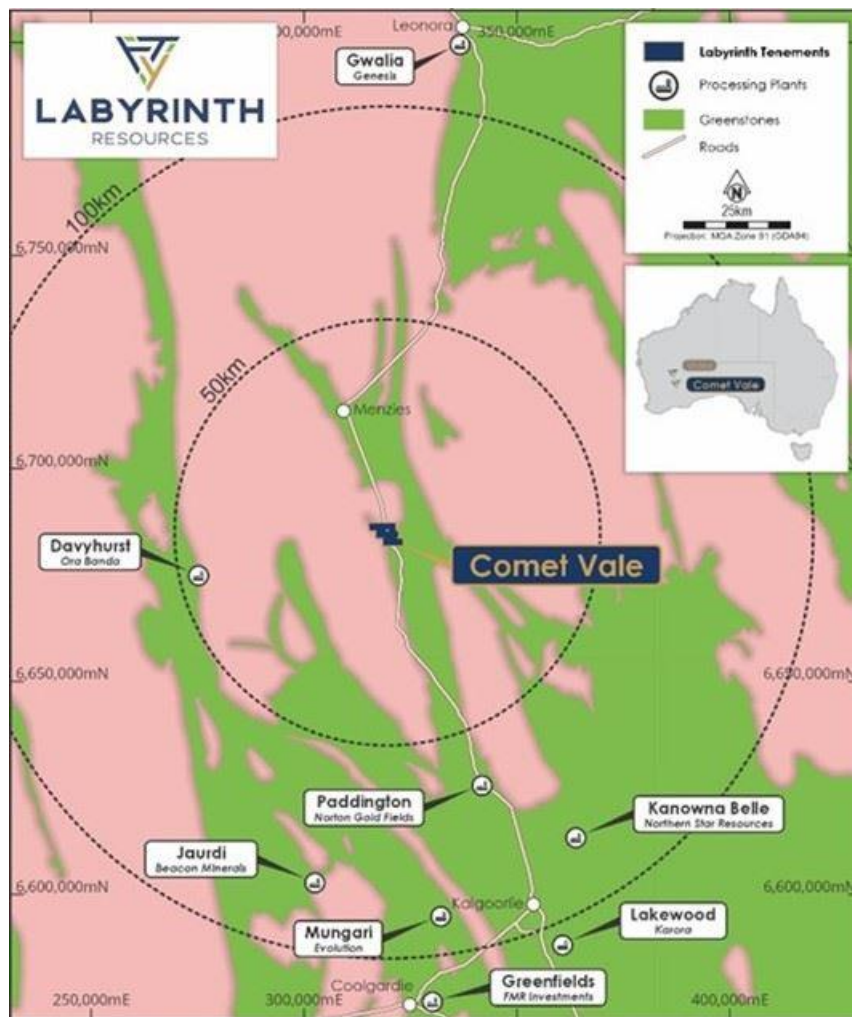 Leonora
300,000mE
350,000mE
LABYRINTH
RESOURCES
Gwalia
Genesis
Labyrinth Tenements
Processing Plants
Greenstones
Roads
N
25km
Projection: MGA Zone 51 (GDA94)
100km
6,750,000mN
Comet Vale
50km
Menzies
6,700,000mN
Davyhurst
Ora Banda
Comet Vale
6,650,000mN
6,650,000mN
Paddington
Norton Gold Fields
Kanowna Belle
Northern Star Resources
Jaurdi
Beacon Minerals
6,600,000mN
6,600,000mN
Kalgoorlie
Mungari
Evolution
Lakewood
Karora
Coolgardie
Greenfields
FMR Investments
250,000mE
300,000mE
400,000mE